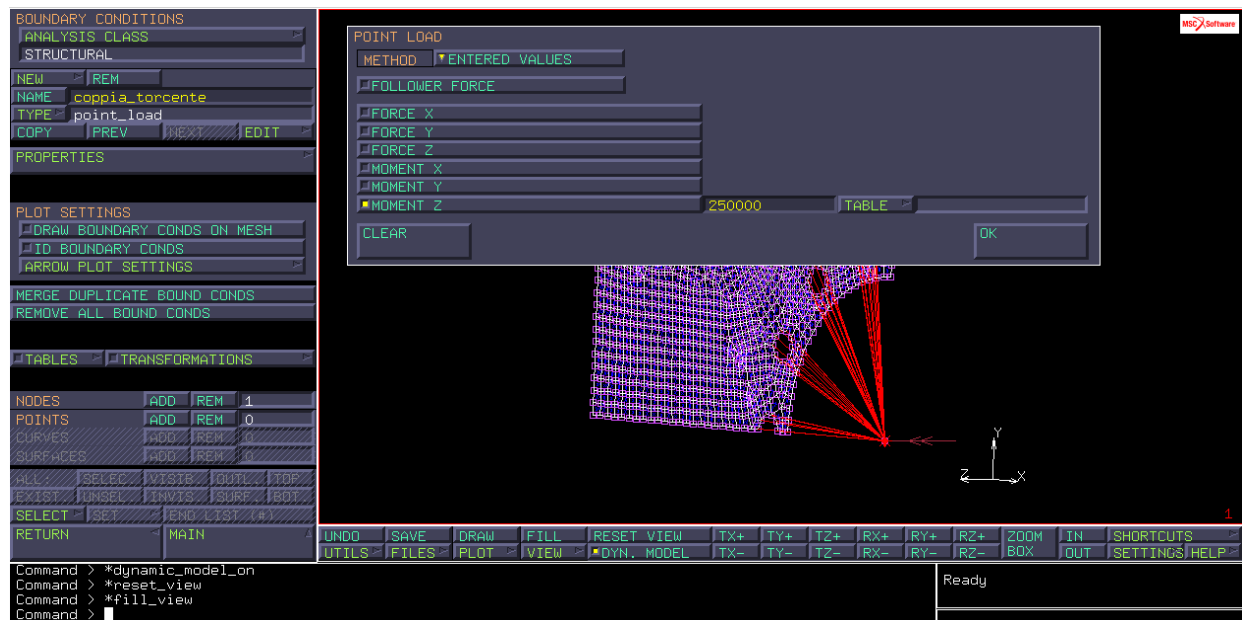 BOUNDARY CONDITIONS
ANALYSIS CLASS
STRUCTURAL
NEW REM
NAME coppia_torcente
TYPE point_load
COPY PREV NEXT EDIT
PROPERTIES
PLOT SETTINGS
DRAW BOUNDARY CONDS ON MESH
ID BOUNDARY CONDS
ARROW PLOT SETTINGS
MERGE DUPLICATE BOUND CONDS
REMOVE ALL BOUND CONDS
TABLES TRANSFORMATIONS
NODES ADD REM 1
POINTS ADD REM 0
CURVES ADD REM 0
SURFACES ADD REM 0
ALL: SELEC. VISIB. OUTL. TOP
EXIST. UNSEL. INVIS. SURF. BOT
SELECT SET END LIST (#)
RETURN MAIN
POINT LOAD
METHOD ENTERED VALUES
FOLLOWER FORCE
FORCE X
FORCE Y
FORCE Z
MOMENT X
MOMENT Y
MOMENT Z 250000 TABLE
CLEAR OK
MSC Software
Y
Z X
1
UNDO SAVE DRAW FILL RESET VIEW TX+ TY+ TZ+ RX+ RY+ RZ+ ZOOM IN SHORTCUTS
UTILS FILES PLOT VIEW DYN. MODEL TX- TY- TZ- RX- RY- RZ- BOX OUT SETTINGS HELP
Command > *dynamic_model_on
Command > *reset_view
Command > *fill_view
Command >
Ready